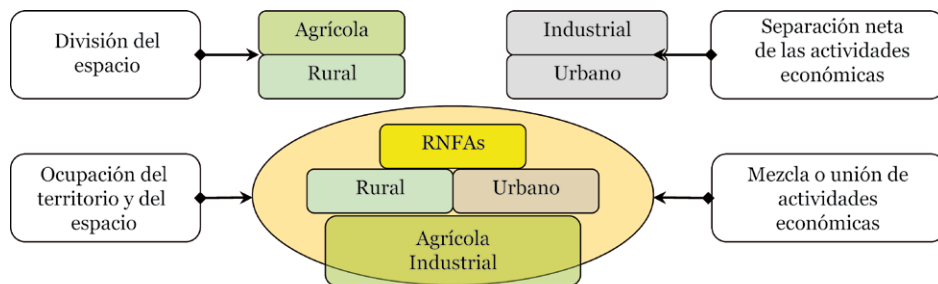 División del
espacio
Agrícola
Rural
Industrial
Urbano
Separación neta
de las actividades
económicas
Ocupación del
territorio y del
espacio
RNFAs
Rural
Urbano
Agrícola
Industrial
Mezcla o unión de
actividades
económicas